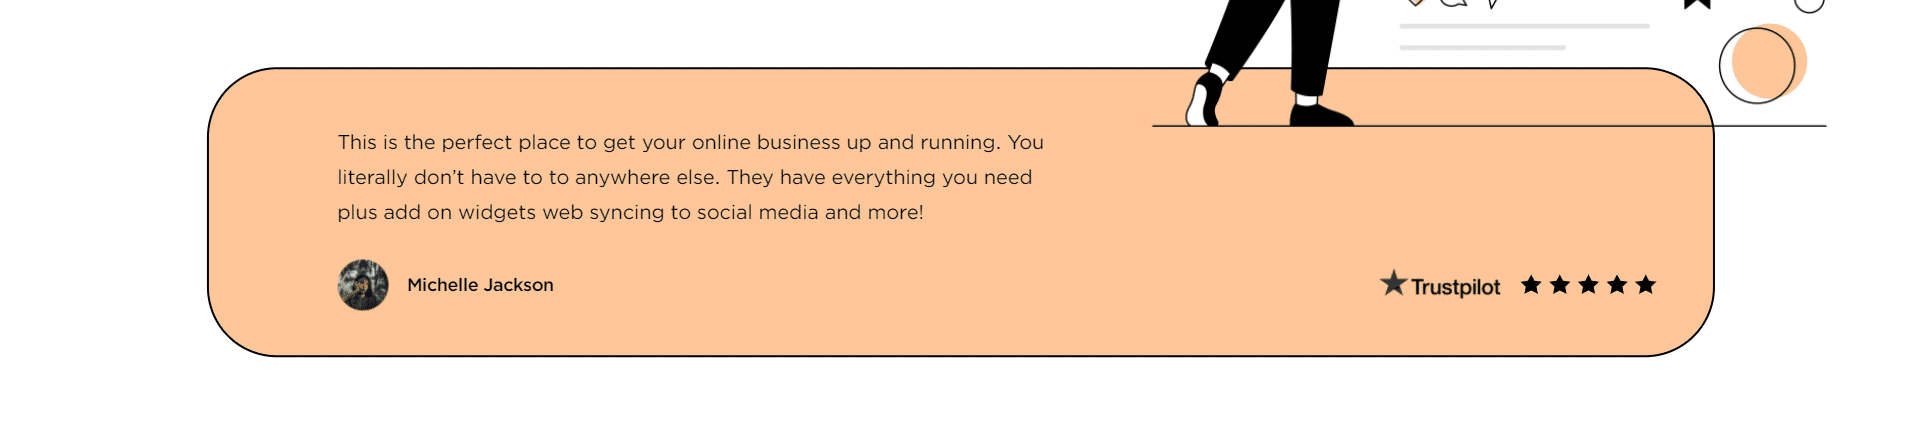 This is the perfect place to get your online business up and running. You
literally don’t have to to anywhere else. They have everything you need
plus add on widgets web syncing to social media and more!
Michelle Jackson
Trustpilot